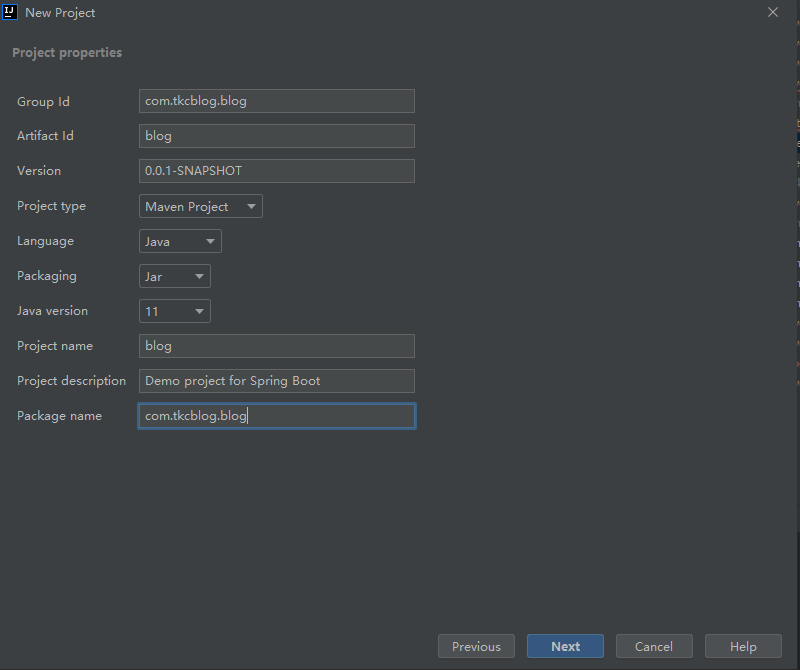 New Project
Project properties
Group Id com.tkcblog.blog
Artifact Id blog
Version 0.0.1-SNAPSHOT
Project type Maven Project
Language Java
Packaging Jar
Java version 11
Project name blog
Project description Demo project for Spring Boot
Package name com.tkcblog.blog
Previous Next Cancel Help